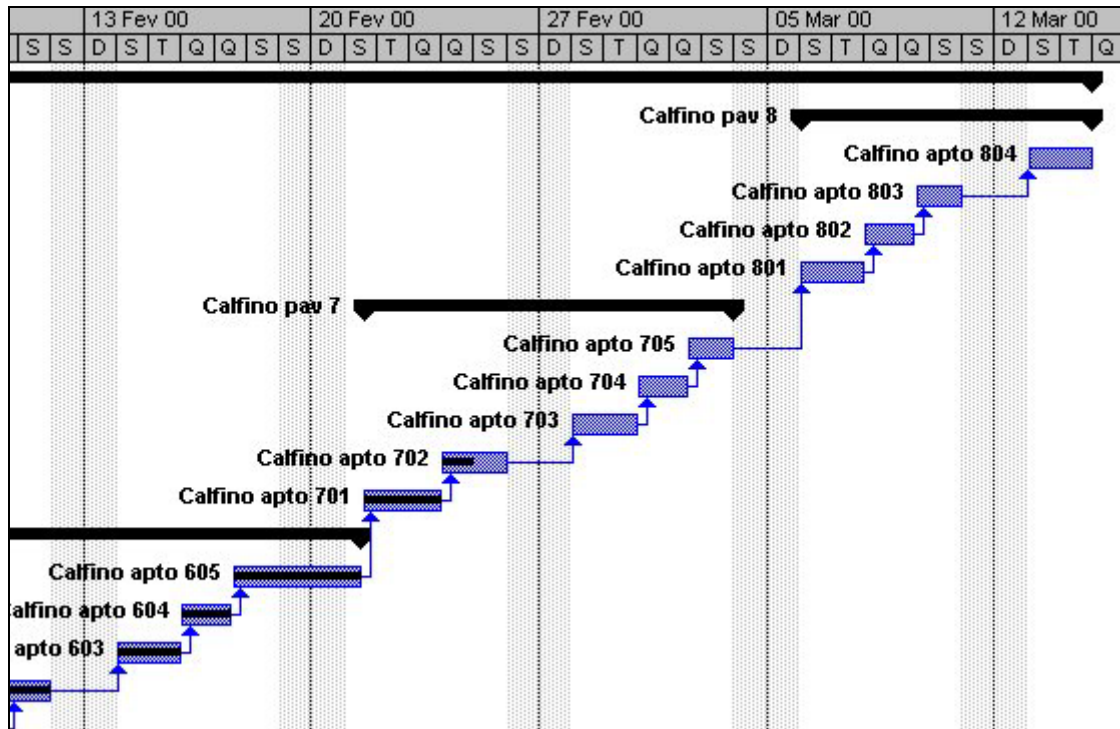 13 Fev 00 20 Fev 00 27 Fev 00 05 Mar 00 12 Mar 00
S S D S T Q Q S S D S T Q Q S S D S T Q Q S S D S T Q Q S S D S T Q
Calfino pav 8
Calfino apto 804
Calfino apto 803
Calfino apto 802
Calfino apto 801
Calfino pav 7
Calfino apto 705
Calfino apto 704
Calfino apto 703
Calfino apto 702
Calfino apto 701
Calfino apto 605
alfino apto 604
apto 603